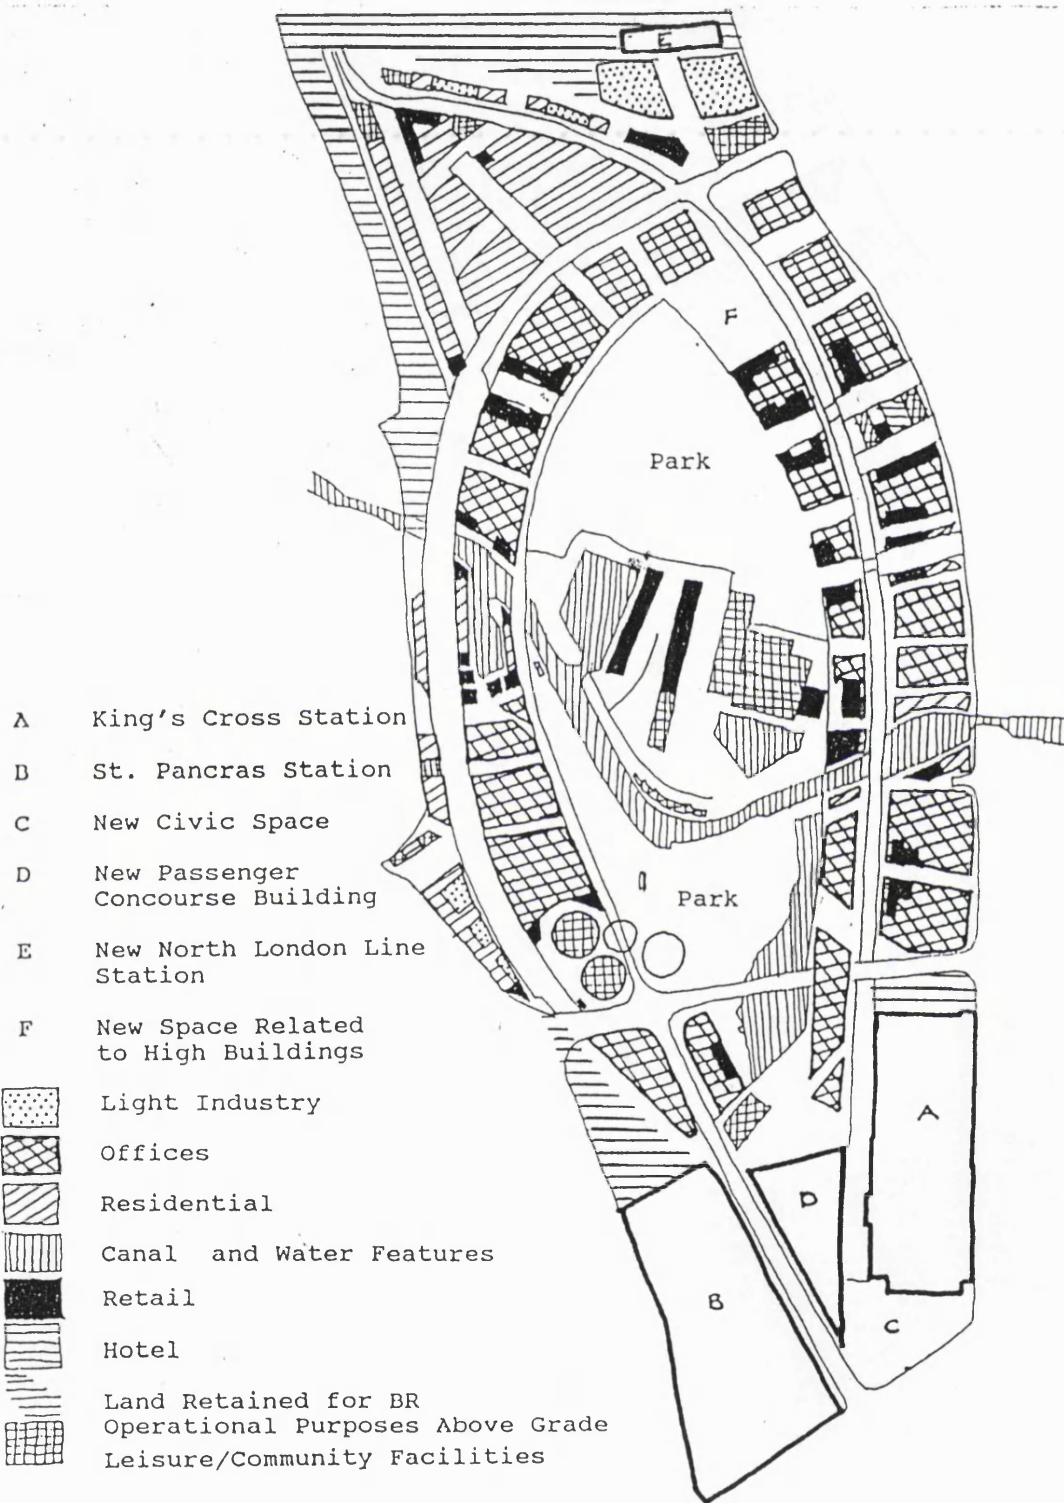 E
F
Park
A King's Cross Station
B St. Pancras Station
C New Civic Space
D New Passenger
Concourse Building
E New North London Line
Station
F New Space Related
to High Buildings
Light Industry
Offices
Residential
Canal and Water Features
Retail
Hotel
Land Retained for BR
Operational Purposes Above Grade
Leisure/Community Facilities
Park
A
D
B
C